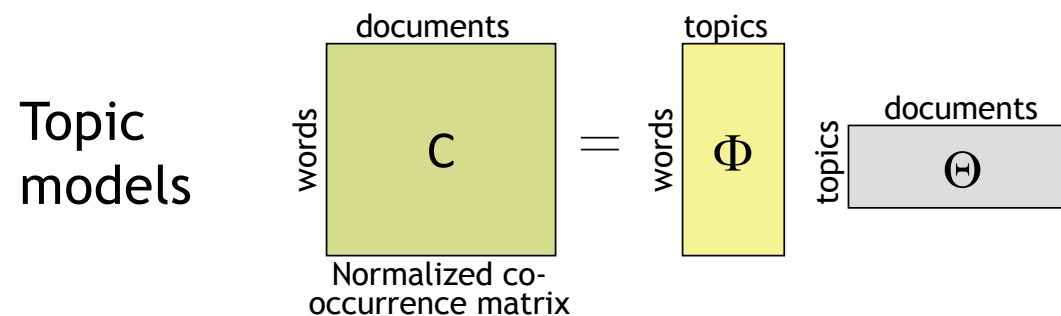 Topic
models
documents
words
C
Normalized co-
occurrence matrix
=
topics
words
Φ
documents
topics
Θ